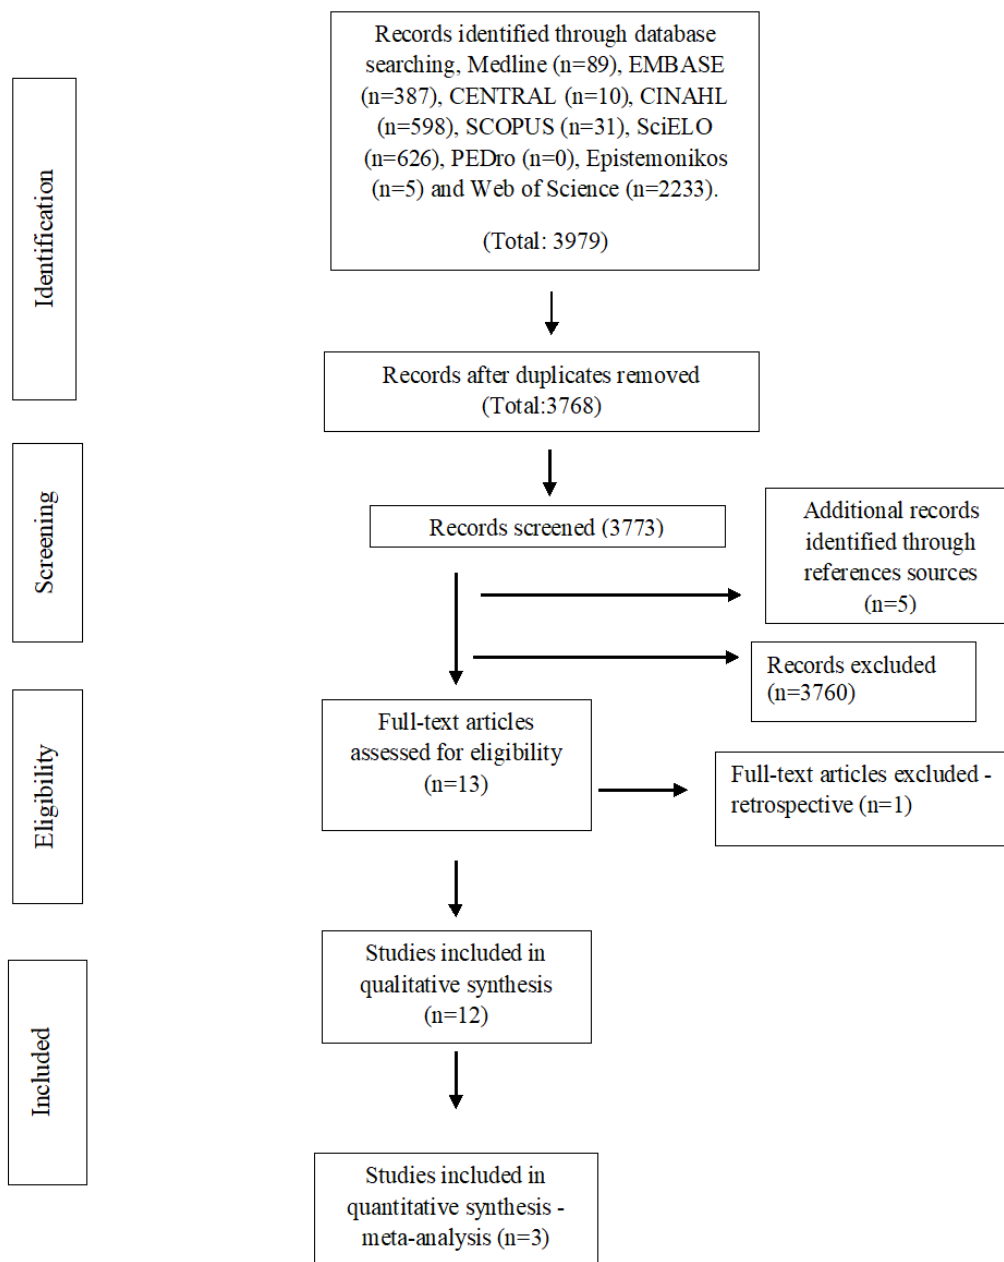 Records identified through database
searching, Medline (n=89), EMBASE
(n=387), CENTRAL (n=10), CINAHL
(n=598), SCOPUS (n=31), SciELO
(n=626), PEDro (n=0), Epistemonikos
(n=5) and Web of Science (n=2233).
(Total: 3979)
Identification
Records after duplicates removed
(Total:3768)
Screening
Records screened (3773)
Additional records
identified through
references sources
(n=5)
Records excluded
(n=3760)
Eligibility
Full-text articles
assessed for eligibility
(n=13)
Full-text articles excluded -
retrospective (n=1)
Included
Studies included in
qualitative synthesis
(n=12)
Studies included in
quantitative synthesis -
meta-analysis (n=3)